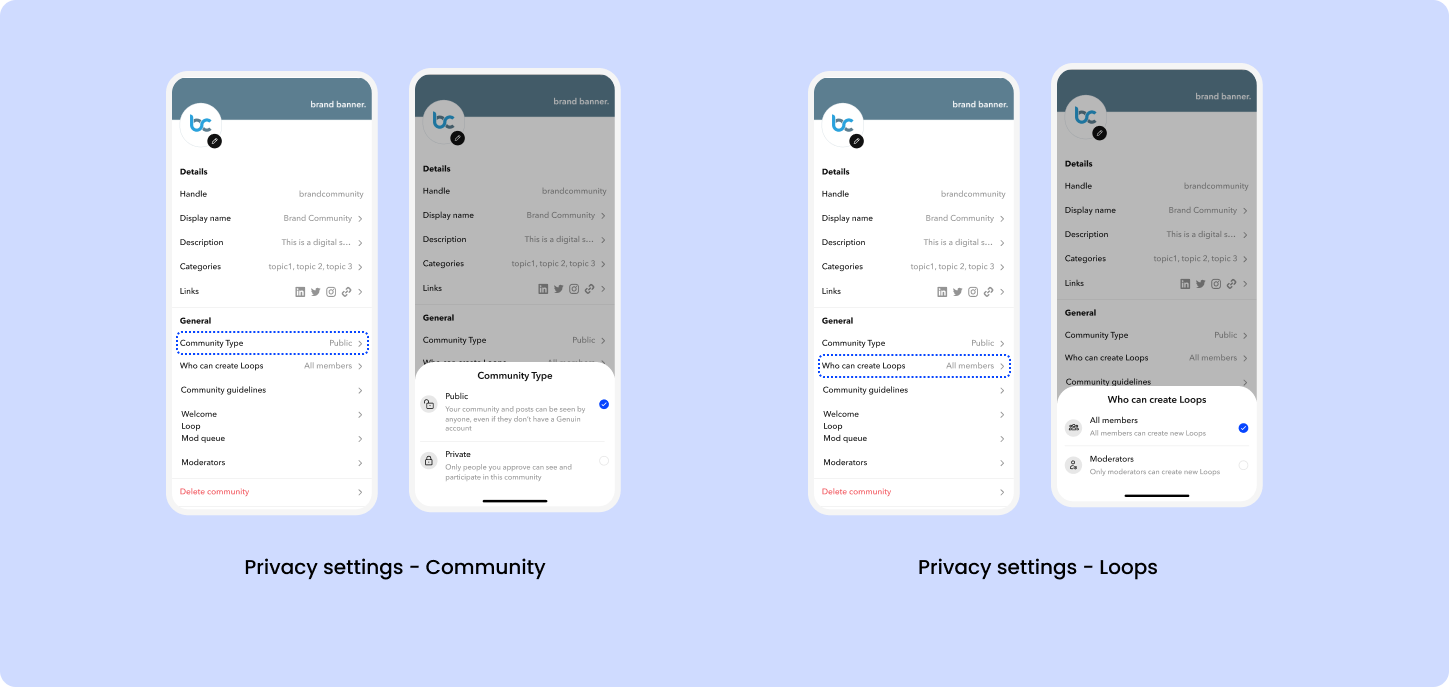 brand banner.
bc
Details
Handle brandcommunity
Display name Brand Community
Description This is a digital s...
Categories topic1, topic 2, topic 3
Links
General
Community Type Public
Who can create Loops All members
Community guidelines
Welcome
Loop
Mod queue
Moderators
Delete community
brand banner.
bc
Details
Handle brandcommunity
Display name Brand Community
Description This is a digital s...
Categories topic1, topic 2, topic 3
Links
General
Community Type Public
Who can create Loops All members
Community Type
Public
Your community and posts can be seen by
anyone, even if they don't have a Genuin
account
Private
Only people you approve can see and
participate in this community
Privacy settings - Community
brand banner.
bc
Details
Handle brandcommunity
Display name Brand Community
Description This is a digital s...
Categories topic1, topic 2, topic 3
Links
General
Community Type Public
Who can create Loops All members
Community guidelines
Welcome
Loop
Mod queue
Moderators
Delete community
brand banner.
bc
Details
Handle brandcommunity
Display name Brand Community
Description This is a digital s...
Categories topic1, topic 2, topic 3
Links
General
Community Type Public
Who can create Loops All members
Community guidelines
Who can create Loops
All members
All members can create new Loops
Moderators
Only moderators can create new Loops
Privacy settings - Loops